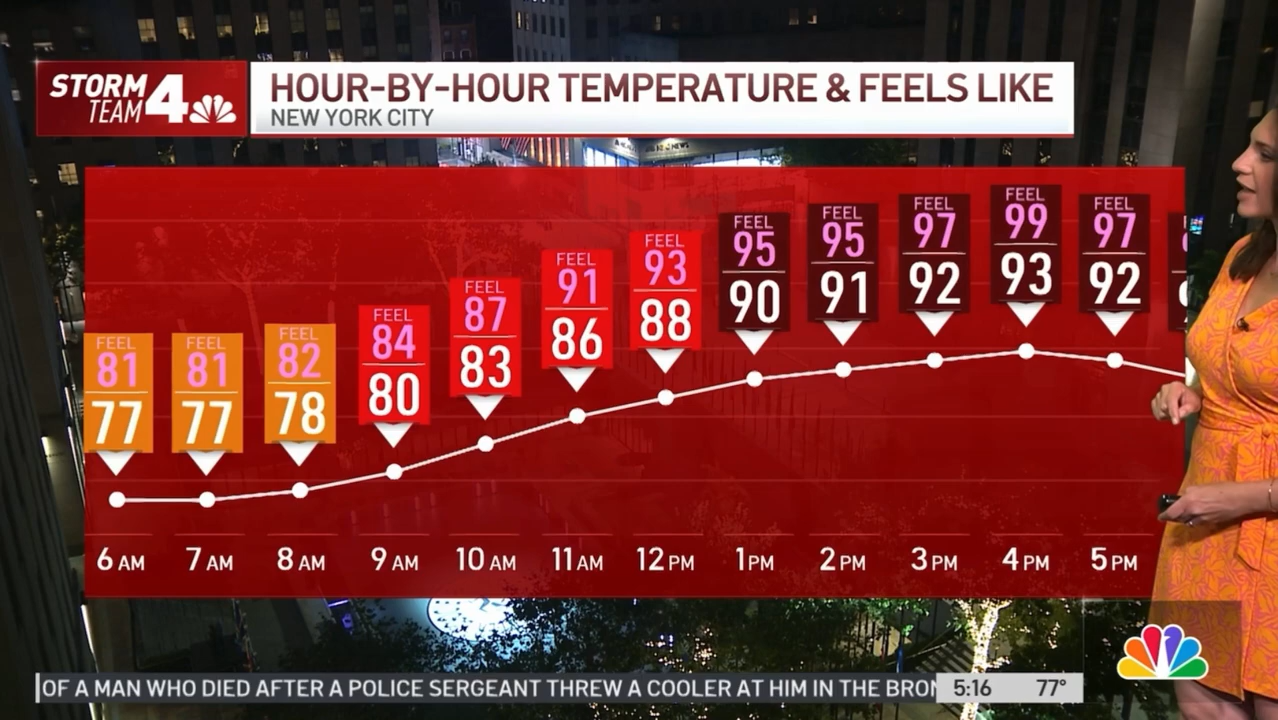 STORM
TEAM 4
HOUR-BY-HOUR TEMPERATURE & FEELS LIKE
NEW YORK CITY
FEEL 81 77
FEEL 81 77
FEEL 82 78
FEEL 84 80
FEEL 87 83
FEEL 91 86
FEEL 93 88
FEEL 95 90
FEEL 95 91
FEEL 97 92
FEEL 99 93
FEEL 97 92
6 AM 7 AM 8 AM 9 AM 10 AM 11 AM 12 PM 1 PM 2 PM 3 PM 4 PM 5 PM
OF A MAN WHO DIED AFTER A POLICE SERGEANT THREW A COOLER AT HIM IN THE BRON
5:16 77°